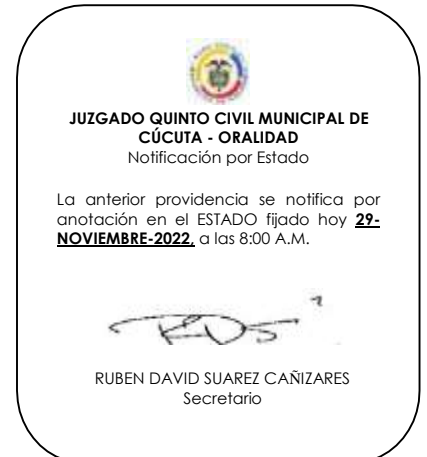 JUZGADO QUINTO CIVIL MUNICIPAL DE
CÚCUTA - ORALIDAD
Notificación por Estado
La anterior providencia se notifica por
anotación en el ESTADO fijado hoy 29-
NOVIEMBRE-2022, a las 8:00 A.M.
RUBEN DAVID SUAREZ CAÑIZARES
Secretario